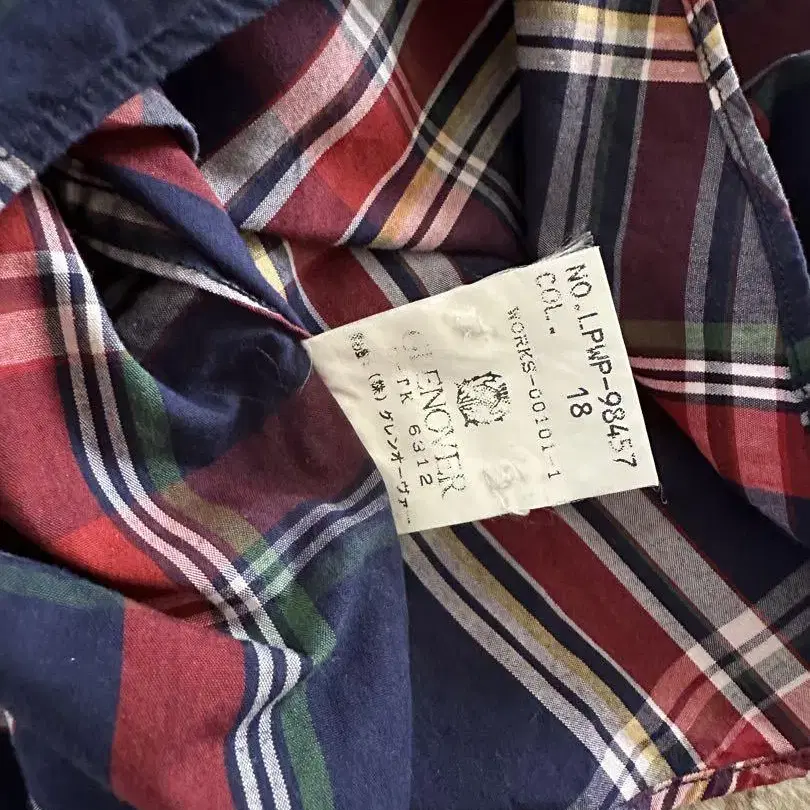 NO.LPWP-98457
COL. 18
WORKS-00101-1
GLENOVER
TK 6312
(株)グレンオーヴァー